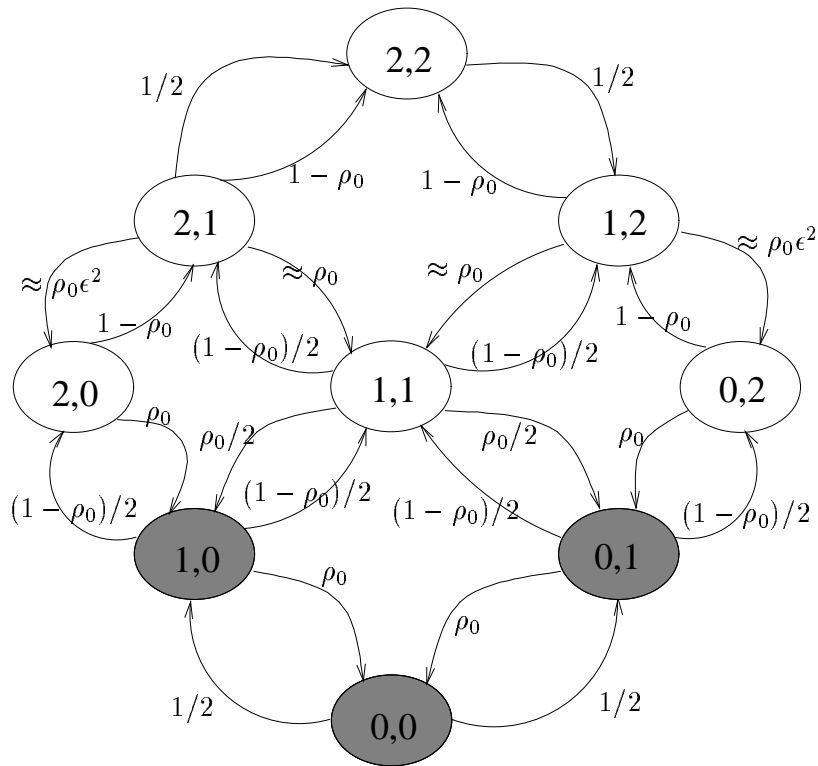 2,2
1/2
1/2
1 − ρ₀
1 − ρ₀
2,1
1,2
≈ ρ₀ϵ²
≈ ρ₀
≈ ρ₀
≈ ρ₀ϵ²
1 − ρ₀
(1 − ρ₀)/2
(1 − ρ₀)/2
1 − ρ₀
2,0
1,1
0,2
ρ₀
ρ₀/2
ρ₀/2
ρ₀
(1 − ρ₀)/2
(1 − ρ₀)/2
(1 − ρ₀)/2
(1 − ρ₀)/2
1,0
0,1
ρ₀
ρ₀
1/2
1/2
0,0